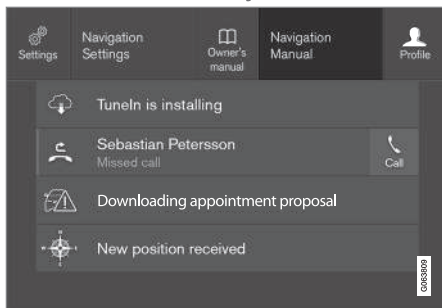 Settings
Navigation
Settings
Owner's
manual
Navigation
Manual
Profile
TuneIn is installing
Sebastian Petersson
Missed call
Call
Downloading appointment proposal
New position received
G063809